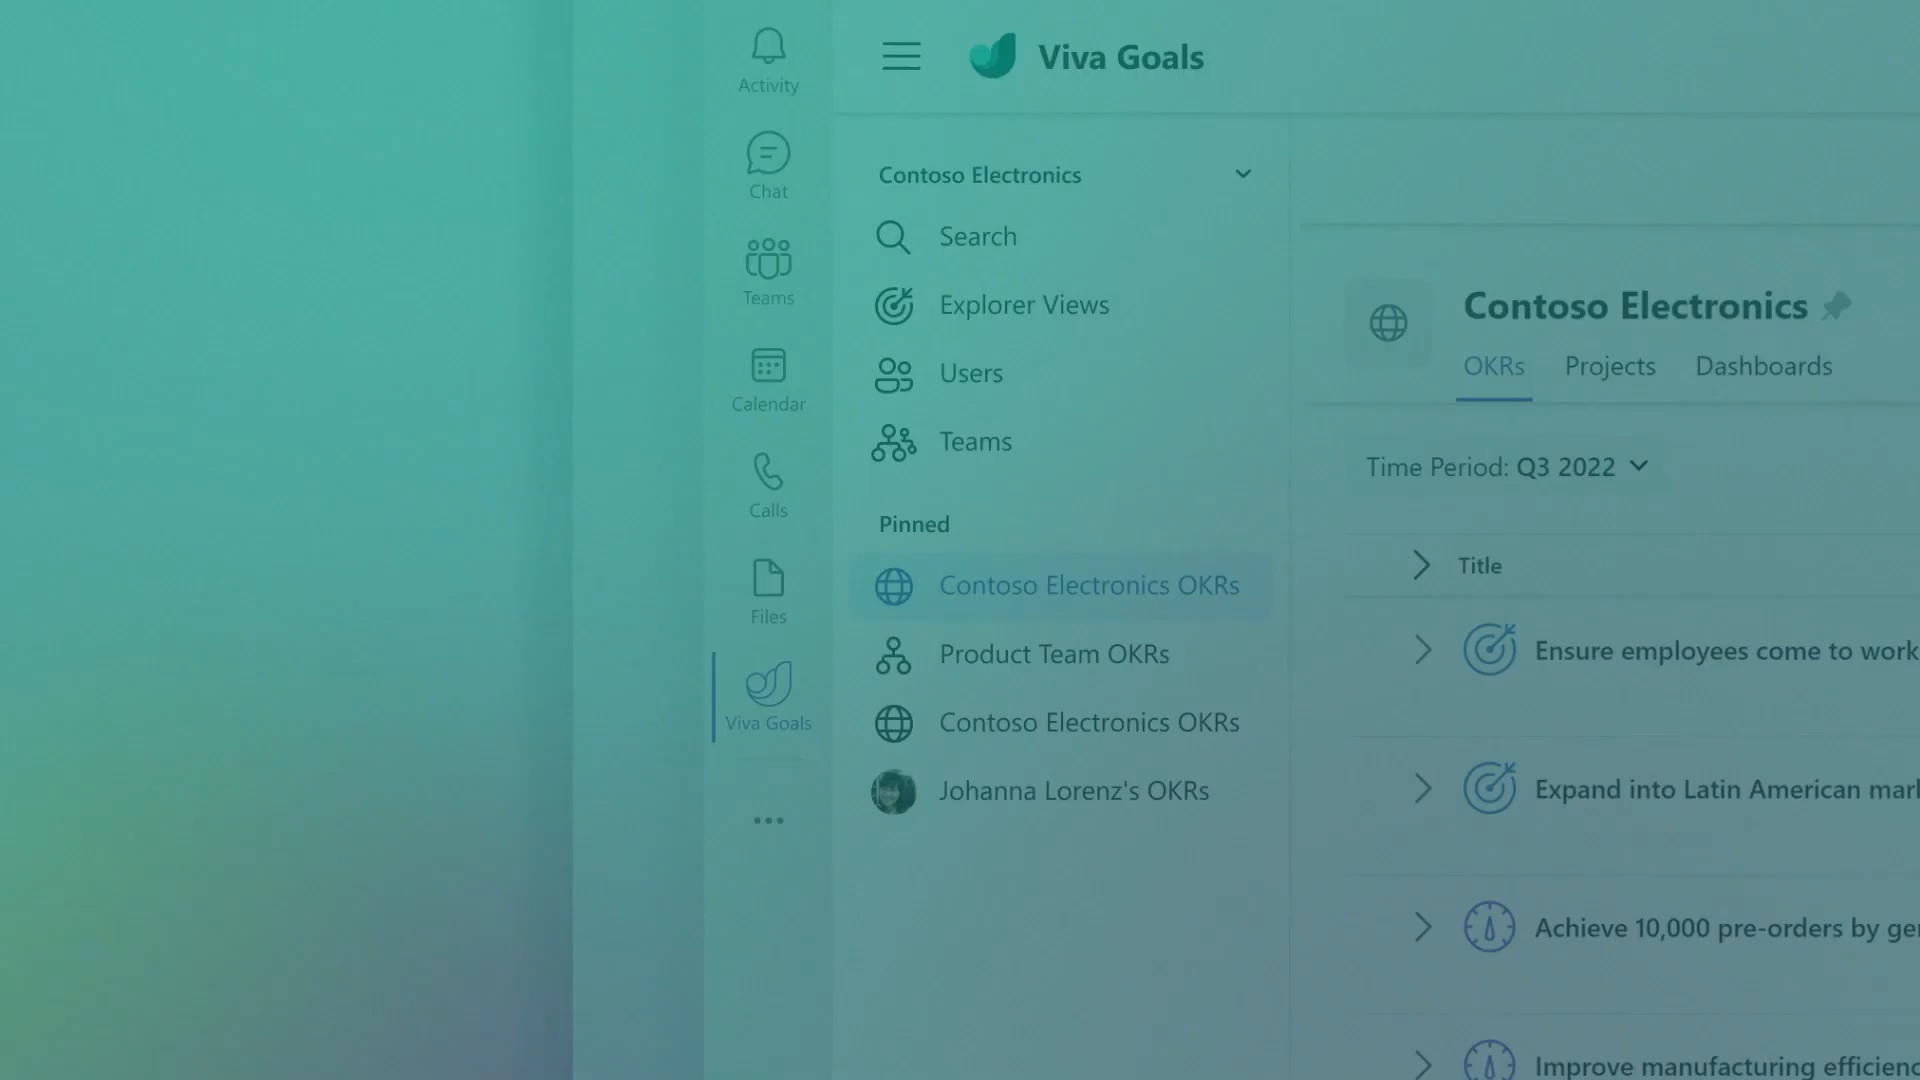 Activity
Chat
Teams
Calendar
Calls
Files
Viva Goals
Viva Goals
Contoso Electronics
Search
Explorer Views
Users
Teams
Pinned
Contoso Electronics OKRs
Product Team OKRs
Contoso Electronics OKRs
Johanna Lorenz's OKRs
Contoso Electronics
OKRs Projects Dashboards
Time Period: Q3 2022
Title
Ensure employees come to work
Expand into Latin American
Achieve 10,000 pre-orders by
Improve manufacturing